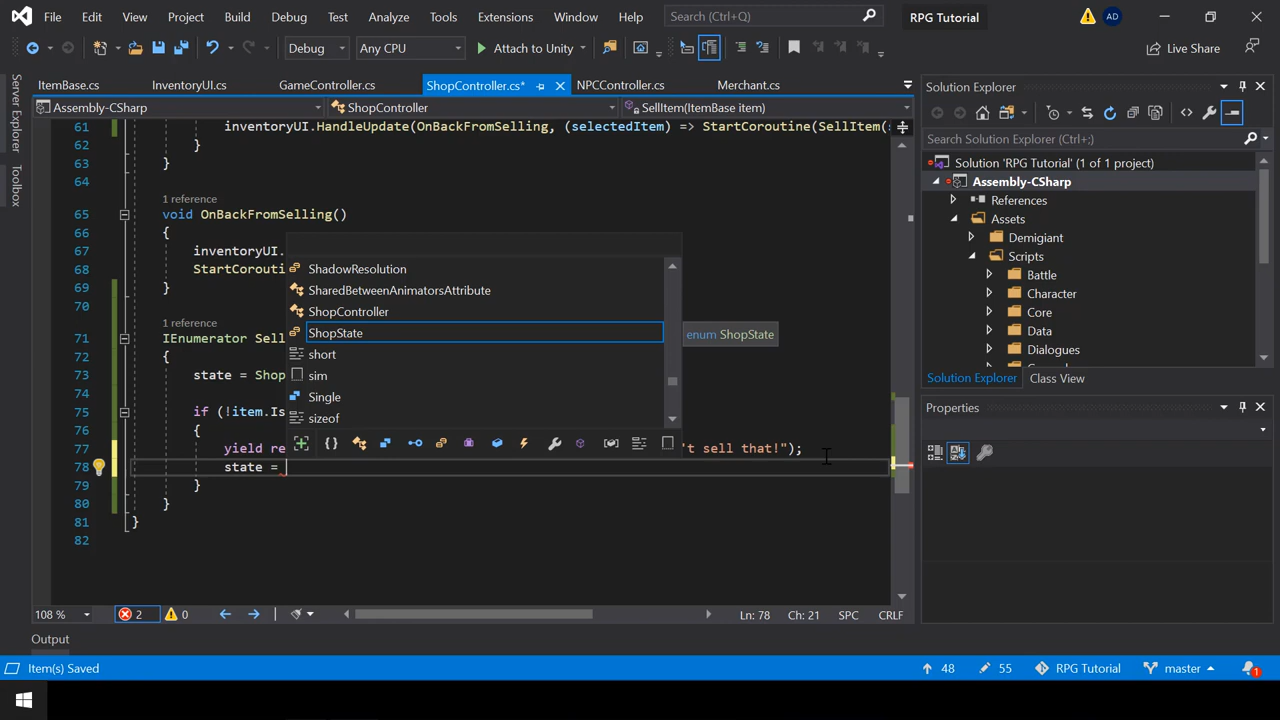 File Edit View Project Build Debug Test Analyze Tools Extensions Window Help Search (Ctrl+Q) RPG Tutorial AD
Debug Any CPU Attach to Unity Live Share
ItemBase.cs InventoryUI.cs GameController.cs ShopController.cs* NPCController.cs Merchant.cs
Assembly-CSharp ShopController SellItem(ItemBase item)
Server Explorer
Toolbox
61 inventoryUI.HandleUpdate(OnBackFromSelling, (selectedItem) => StartCoroutine(SellItem(s
62 }
63 }
64
1 reference
65 void OnBackFromSelling()
66 {
67 inventoryUI.
68 StartCorouti
69 }
70
1 reference
71 IEnumerator Sell
72 {
73 state = Shop
74
75 if (!item.Is
76 {
77 yield re 't sell that!");
78 state =
79 }
80 }
81 }
82
ShadowResolution
SharedBetweenAnimatorsAttribute
ShopController
ShopState
short
sim
Single
sizeof
enum ShopState
108 % 2 0 Ln: 78 Ch: 21 SPC CRLF
Output
Item(s) Saved 48 55 RPG Tutorial master 1
Solution Explorer
Search Solution Explorer (Ctrl+;)
Solution 'RPG Tutorial' (1 of 1 project)
Assembly-CSharp
References
Assets
Demigiant
Scripts
Battle
Character
Core
Data
Dialogues
Solution Explorer Class View
Properties